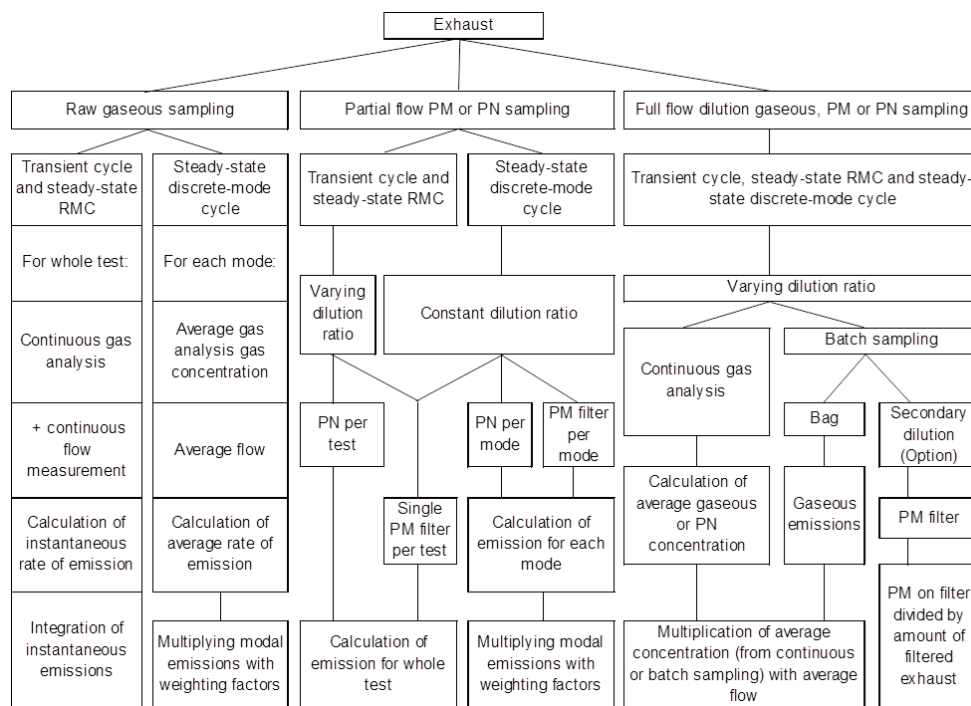 Exhaust
Raw gaseous sampling
Partial flow PM or PN sampling
Full flow dilution gaseous, PM or PN sampling
Transient cycle
and steady-state
RMC
Steady-state
discrete-mode
cycle
Transient cycle and
steady-state RMC
Steady-state
discrete-mode
cycle
Transient cycle, steady-state RMC and steady-
state discrete-mode cycle
For whole test:
For each mode:
Varying
dilution
ratio
Constant dilution ratio
Varying dilution ratio
Continuous gas
analysis
Average gas
analysis gas
concentration
Continuous gas
analysis
Batch sampling
+ continuous
flow
measurement
Average flow
PN per
test
PN per
mode
PM filter
per
mode
Bag
Secondary
dilution
(Option)
Calculation of
instantaneous
rate of emission
Calculation of
average rate of
emission
Single
PM filter
per test
Calculation of
emission for each
mode
Calculation of
average gaseous
or PN
concentration
Gaseous
emissions
PM filter
Integration of
instantaneous
emissions
Multiplying modal
emissions with
weighting factors
Calculation of
emission for whole
test
Multiplying modal
emissions with
weighting factors
Multiplication of average
concentration (from continuous
or batch sampling) with average
flow
PM on filter
divided by
amount of
filtered
exhaust